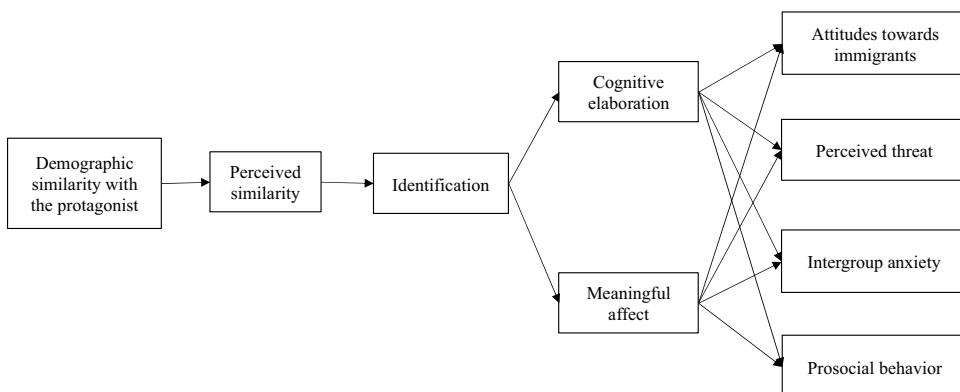 Demographic
similarity with
the protagonist
Perceived
similarity
Identification
Cognitive
elaboration
Meaningful
affect
Attitudes towards
immigrants
Perceived threat
Intergroup anxiety
Prosocial behavior